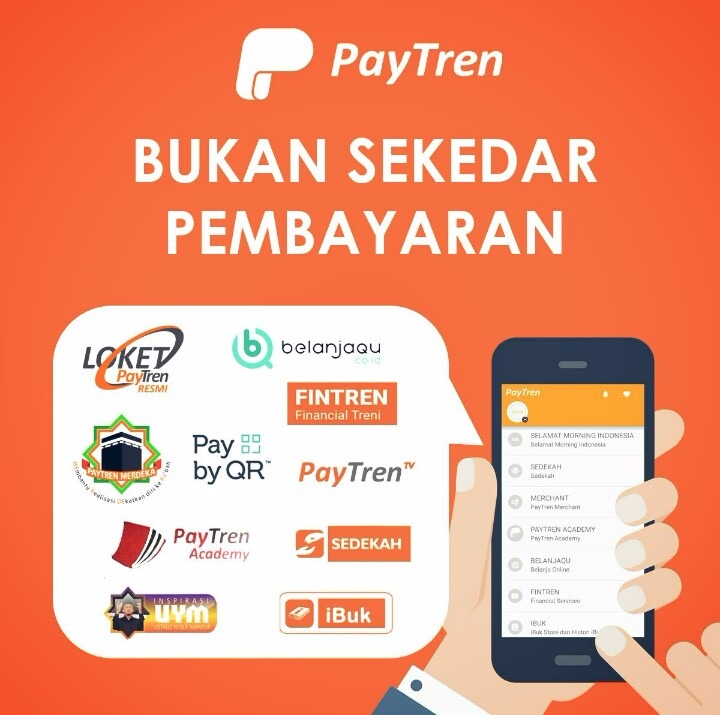 PayTren
BUKAN SEKEDAR
PEMBAYARAN
LOKET
PayTren
RESMI
belanjaqu
co.id
FINTREN
Financial Treni
PAYTREN MERDEKA
Pay
by QR™
PayTren TV
PayTren
Academy
SEDEKAH
INSPIRASI
UYM
USTADZ YUSUF MANSUR
iBuk
PayTren
SELAMAT MORNING INDONESIA
Selamat Morning Indonesia
SEDEKAH
Sedekah
MERCHANT
PayTren Merchant
PAYTREN ACADEMY
PayTren Academy
BELANJAQU
Belanja Online
FINTREN
Financial Services
IBUK
iBuk Store dan Histori